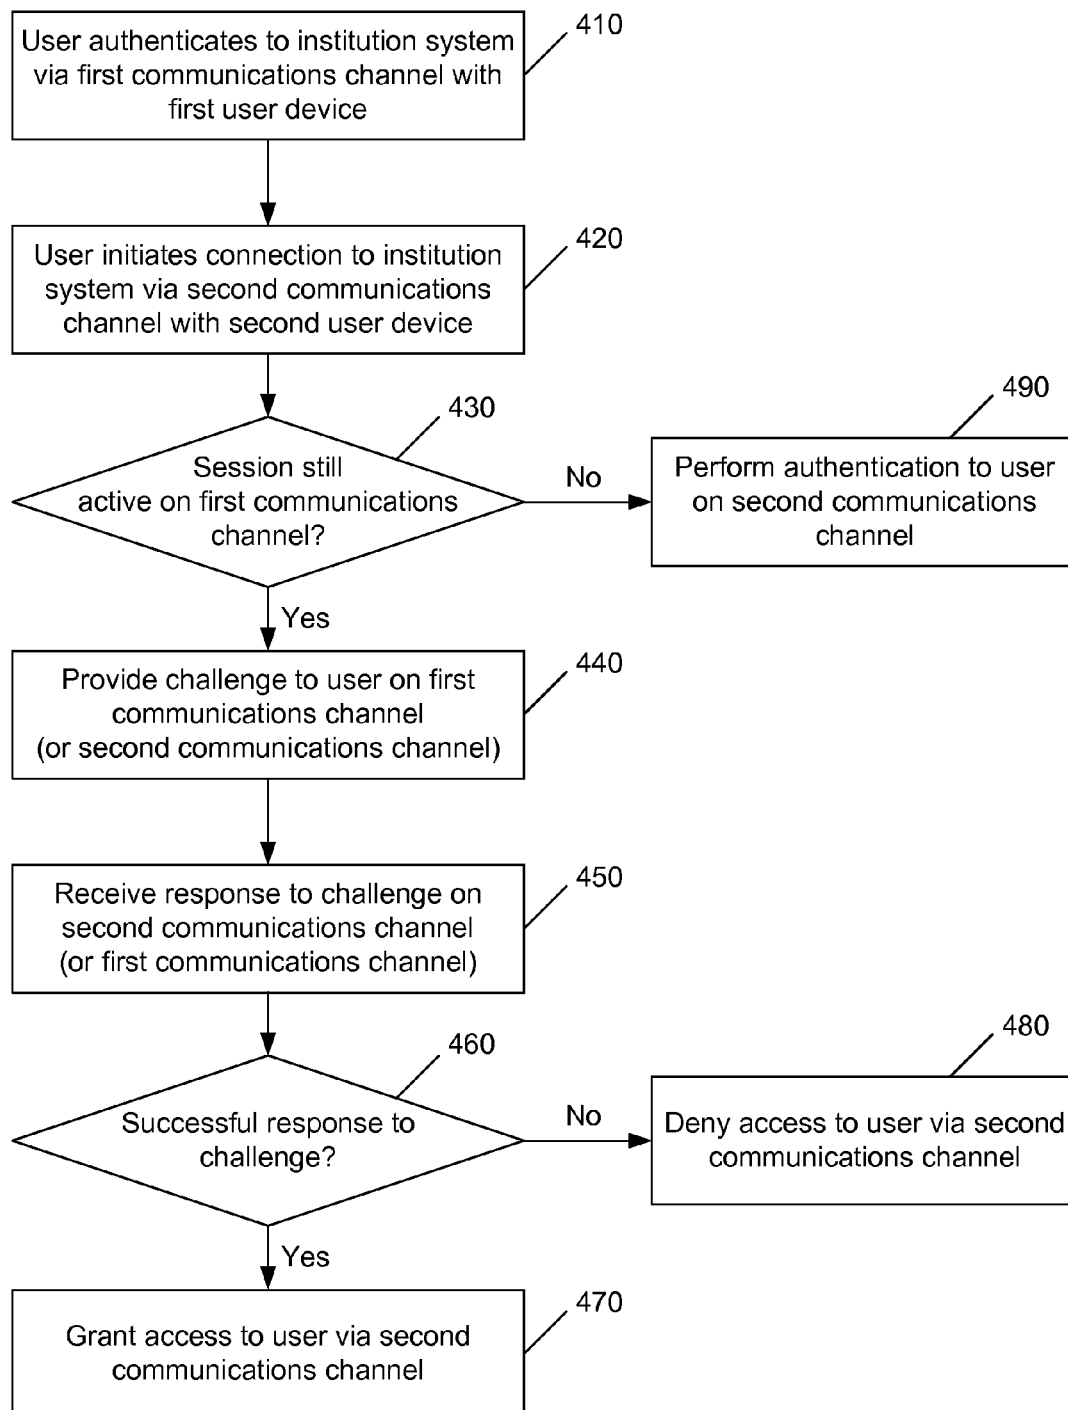 User authenticates to institution system
via first communications channel with
first user device
410
User initiates connection to institution
system via second communications
channel with second user device
420
Session still
active on first communications
channel?
430
No
Perform authentication to user
on second communications
channel
490
Yes
Provide challenge to user on first
communications channel
(or second communications channel)
440
Receive response to challenge on
second communications channel
(or first communications channel)
450
Successful response to
challenge?
460
No
Deny access to user via second
communications channel
480
Yes
Grant access to user via second
communications channel
470